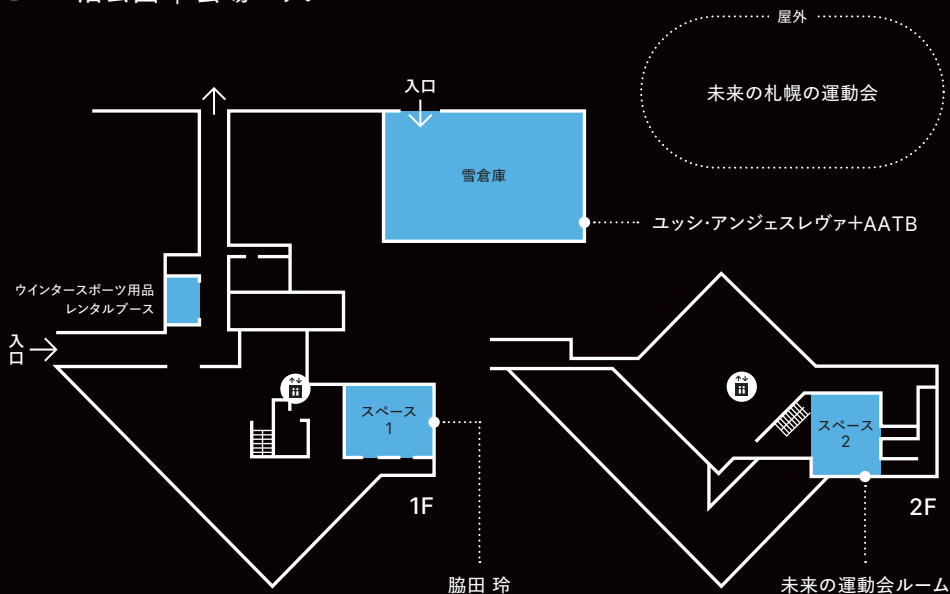 屋外
未来の札幌の運動会
入口
雪倉庫
ユッシ・アンジェスレヴァ＋AATB
ウインタースポーツ用品
レンタルブース
入口
スペース
1
1F
脇田 玲
スペース
2
2F
未来の運動会ルーム